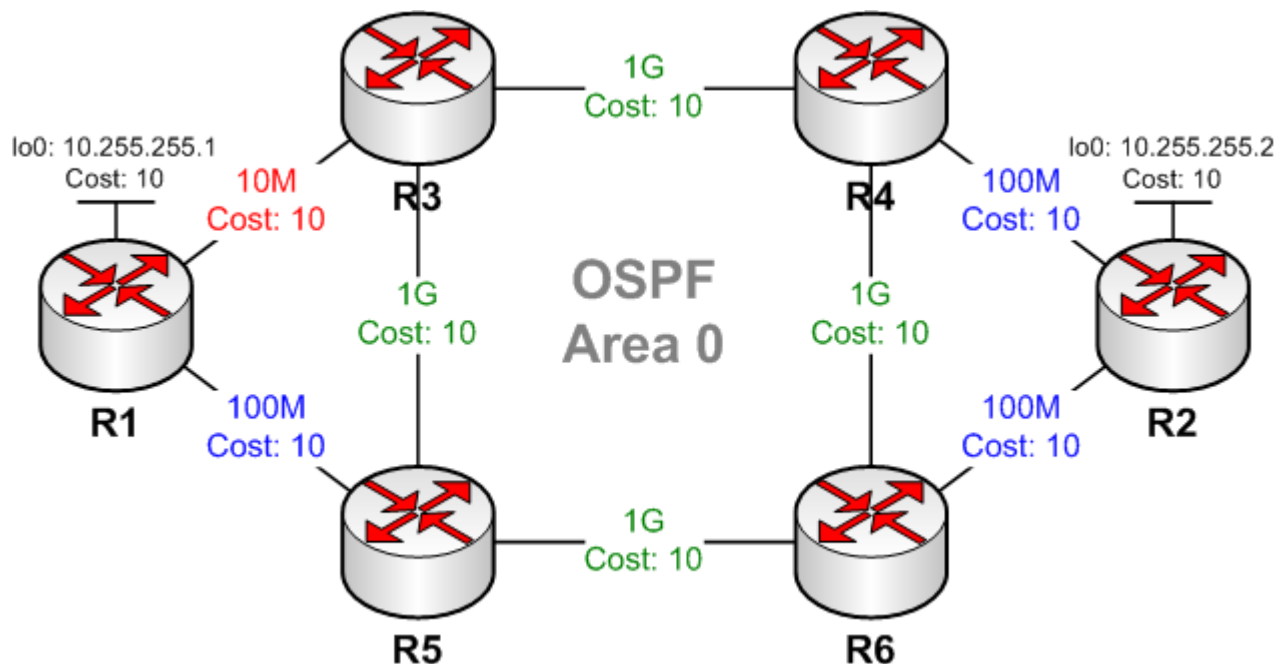 1G
Cost: 10
lo0: 10.255.255.1
Cost: 10
lo0: 10.255.255.2
Cost: 10
10M
Cost: 10
R3
R4
100M
Cost: 10
OSPF
Area 0
1G
Cost: 10
1G
Cost: 10
R1
R2
100M
Cost: 10
100M
Cost: 10
1G
Cost: 10
R5
R6